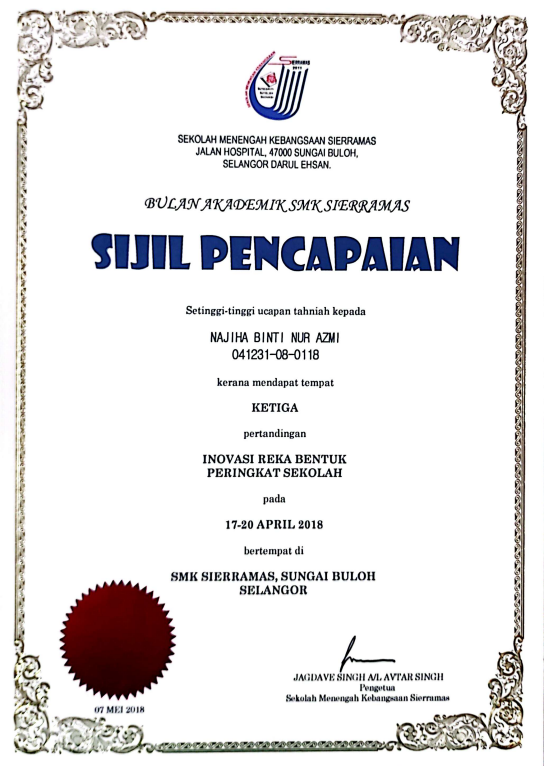 SIERRAMAS
SEKOLAH MENENGAH KEBANGSAAN SIERRAMAS
JALAN HOSPITAL, 47000 SUNGAI BULOH,
SELANGOR DARUL EHSAN.
BULAN AKADEMIK SMK SIERRAMAS
SIJIL PENCAPAIAN
Setinggi-tinggi ucapan tahniah kepada
NAJIHA BINTI NUR AZMI
041231-08-0118
kerana mendapat tempat
KETIGA
pertandingan
INOVASI REKA BENTUK
PERINGKAT SEKOLAH
pada
17-20 APRIL 2018
bertempat di
SMK SIERRAMAS, SUNGAI BULOH
SELANGOR
JAGDAVE SINGH A/L AVTAR SINGH
Pengetua
Sekolah Menengah Kebangsaan Sierramas
07 MEI 2018